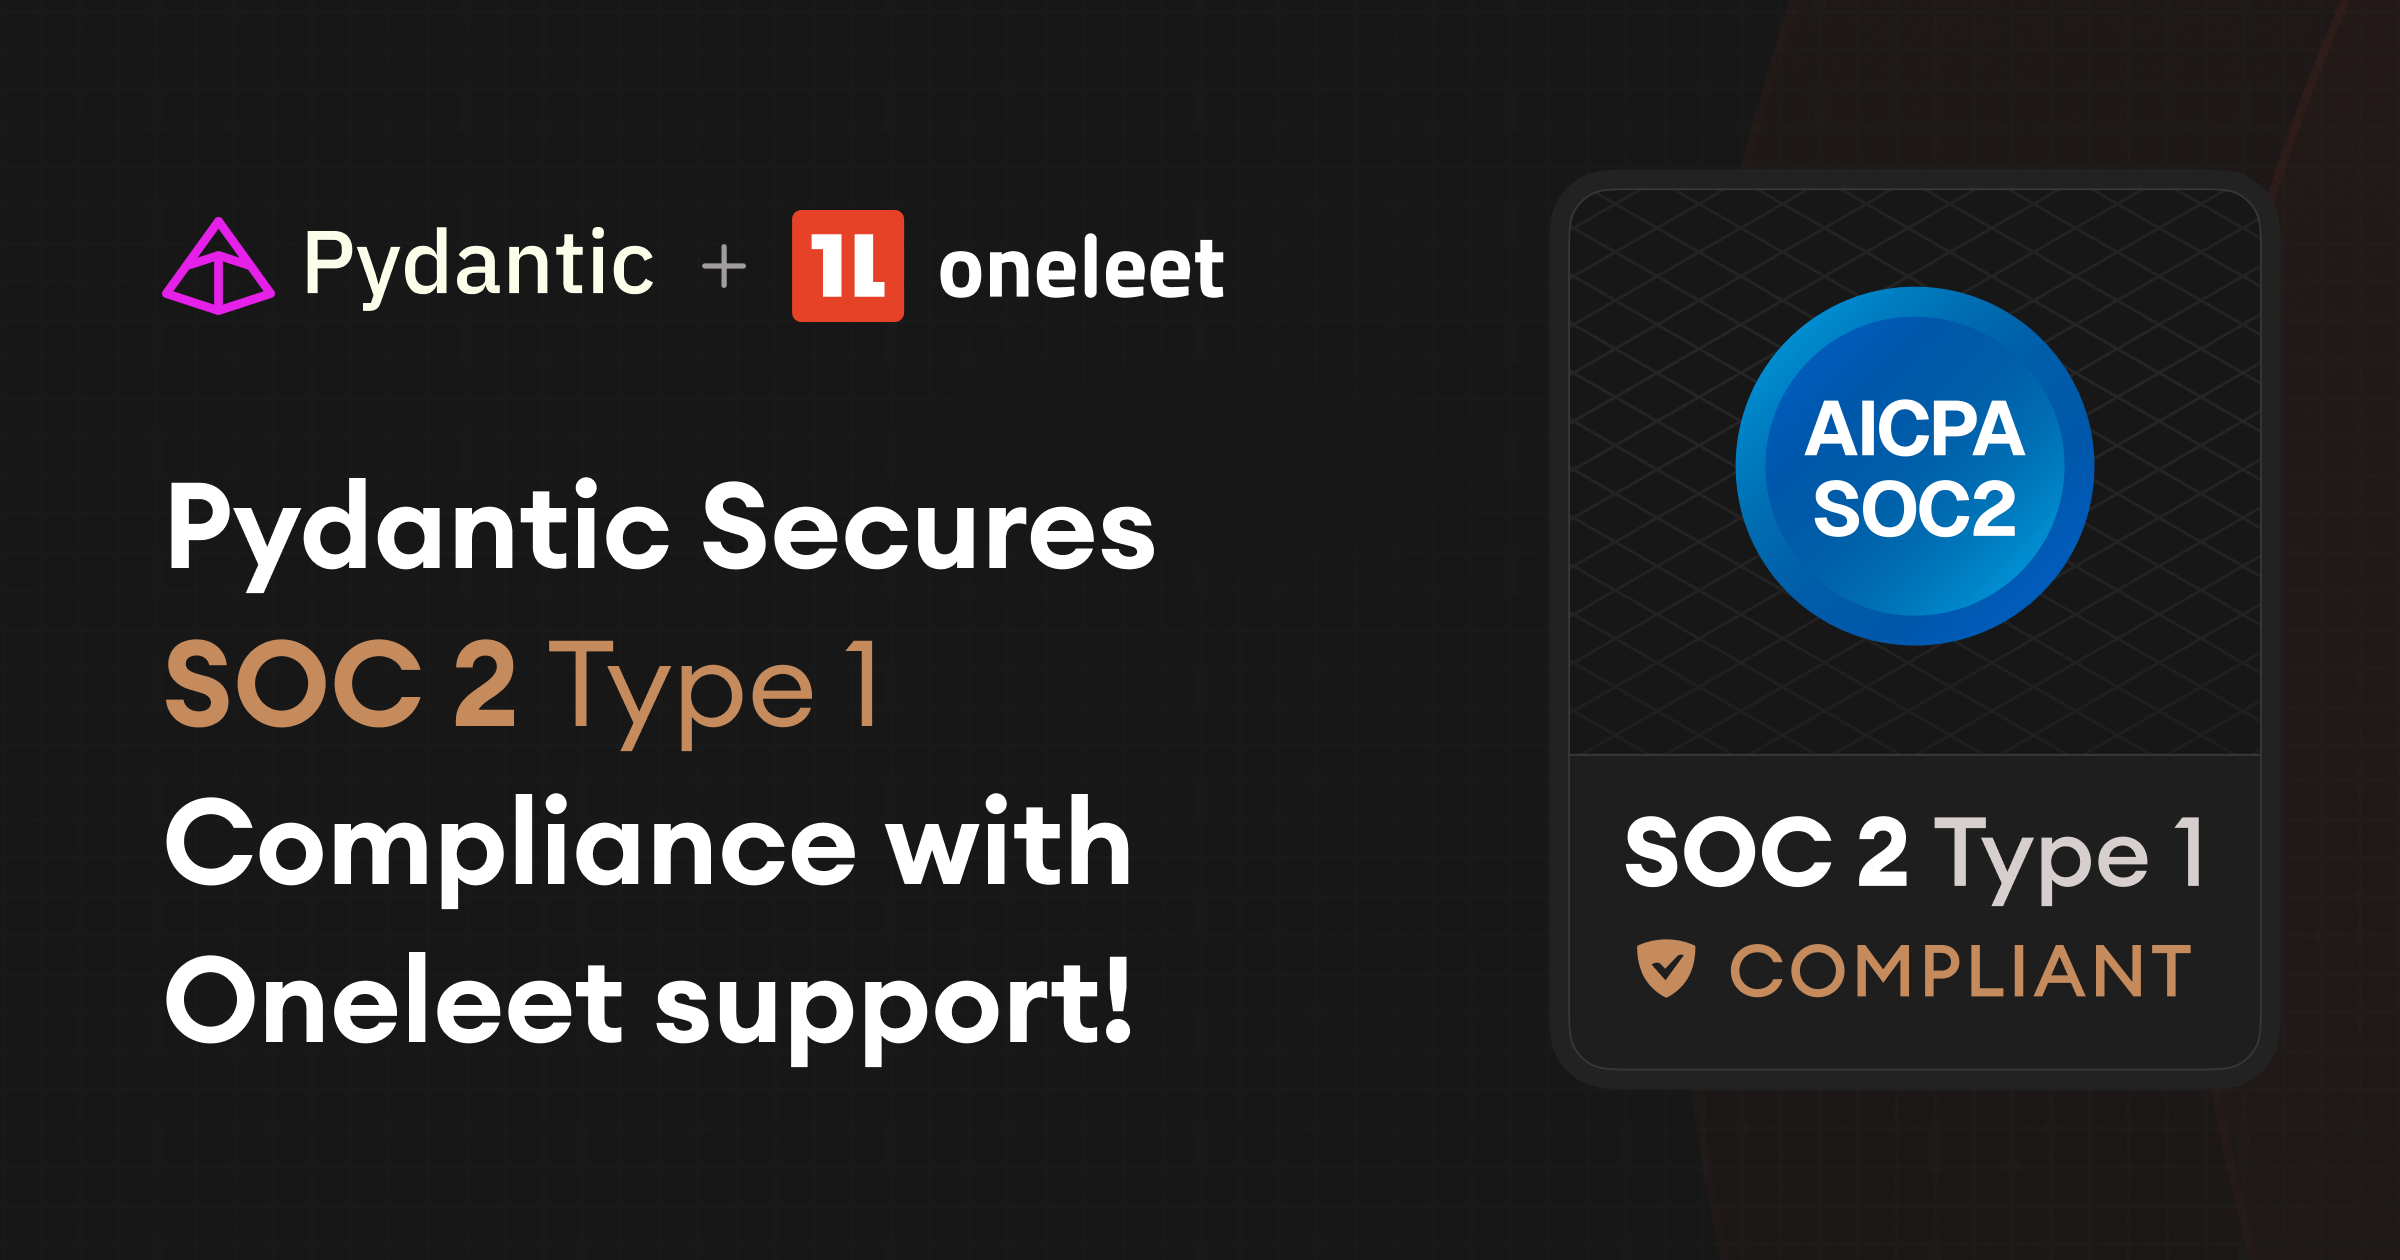 Pydantic + 1L oneleet
Pydantic Secures
SOC 2 Type 1
Compliance with
Oneleet support!
AICPA
SOC2
SOC 2 Type 1
COMPLIANT